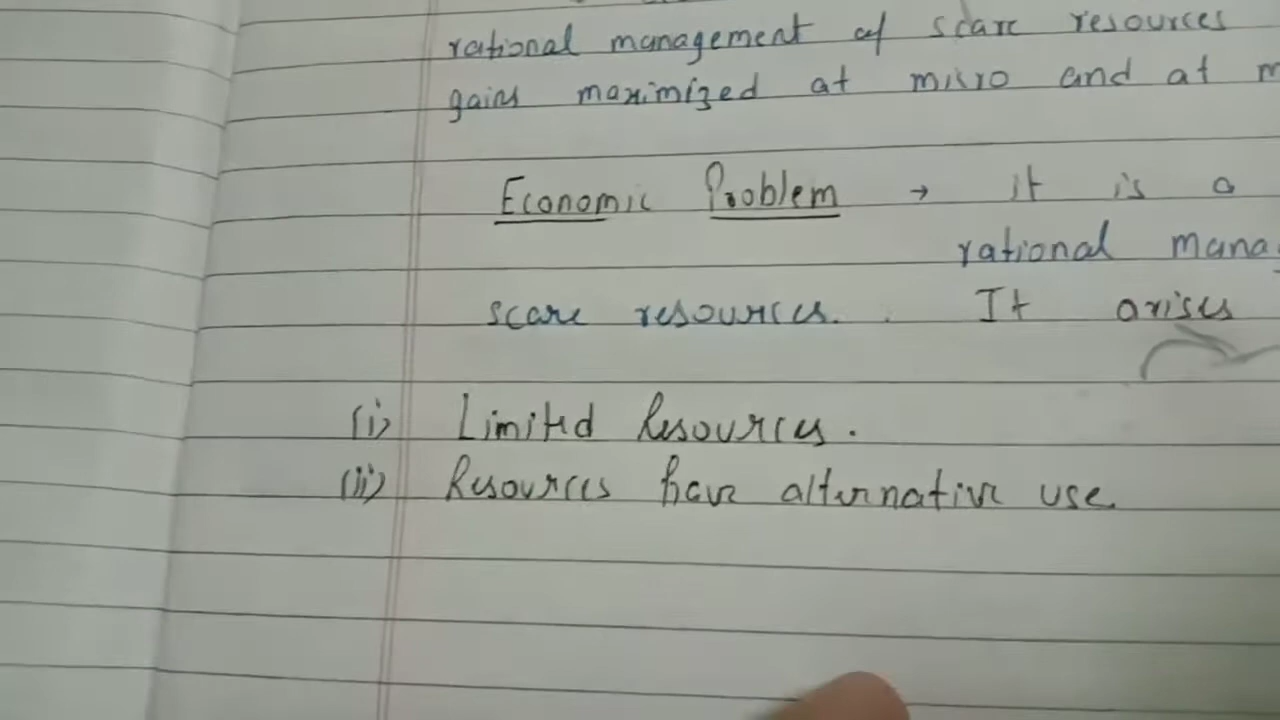 rational management of scarc resources
gains maximized at micro and at m
Economic Problem → it is a
rational mana
scare resources. It arises
(i) Limited Resources.
(ii) Resources have alternative use.